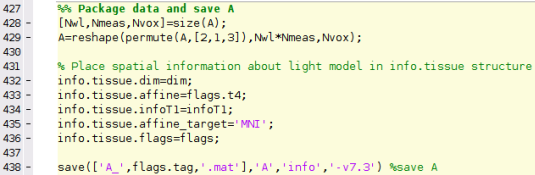 427 %% Package data and save A
428 - [Nwl,Nmeas,Nvox]=size(A);
429 - A=reshape(permute(A,[2,1,3]),Nwl*Nmeas,Nvox);
430
431 % Place spatial information about light model in info.tissue structure
432 - info.tissue.dim=dim;
433 - info.tissue.affine=flags.t4;
434 - info.tissue.infoT1=infoT1;
435 - info.tissue.affine_target='MNI';
436 - info.tissue.flags=flags;
437
438 - save(['A_',flags.tag,'.mat'],'A','info','-v7.3') %save A